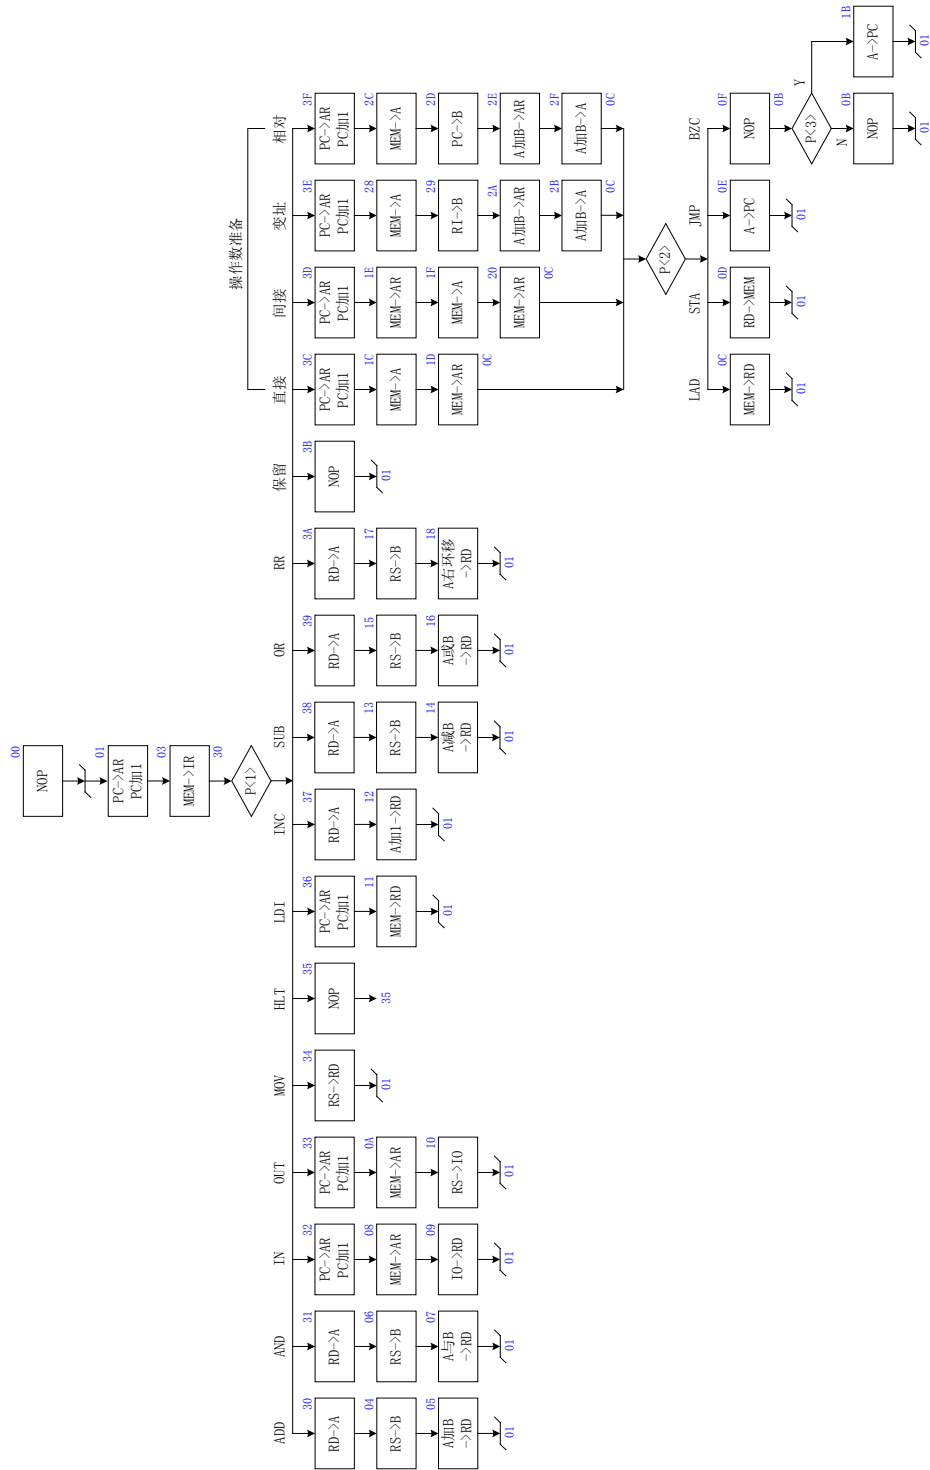 00
NOP
01
PC->AR
PC加1
03
MEM->IR
30
P<1>
操作数准备
ADD
30
RD->A
04
RS->B
05
A加B
->RD
01
AND
31
RD->A
06
RS->B
07
A与B
->RD
01
IN
32
PC->AR
PC加1
08
MEM->AR
09
IO->RD
01
OUT
33
PC->AR
PC加1
0A
MEM->AR
10
RS->IO
01
MOV
34
RS->RD
01
HLT
35
NOP
35
LDI
36
PC->AR
PC加1
11
MEM->RD
01
INC
37
RD->A
12
A加1->RD
01
SUB
38
RD->A
13
RS->B
14
A减B
->RD
01
OR
39
RD->A
15
RS->B
16
A或B
->RD
01
RR
3A
RD->A
17
RS->B
18
A右环移
->RD
01
保留
3B
NOP
01
直接
3C
PC->AR
PC加1
1C
MEM->A
1D
MEM->AR
0C
间接
3D
PC->AR
PC加1
1E
MEM->AR
1F
MEM->A
20
MEM->AR
0C
变址
3E
PC->AR
PC加1
28
MEM->A
29
RI->B
2A
A加B->AR
2B
A加B->A
0C
相对
3F
PC->AR
PC加1
2C
MEM->A
2D
PC->B
2E
A加B->AR
2F
A加B->A
0C
P<2>
LAD
0C
MEM->RD
01
STA
0D
RD->MEM
01
JMP
0E
A->PC
01
BZC
0F
NOP
0B
P<3>
N
0B
NOP
01
Y
1B
A->PC
01